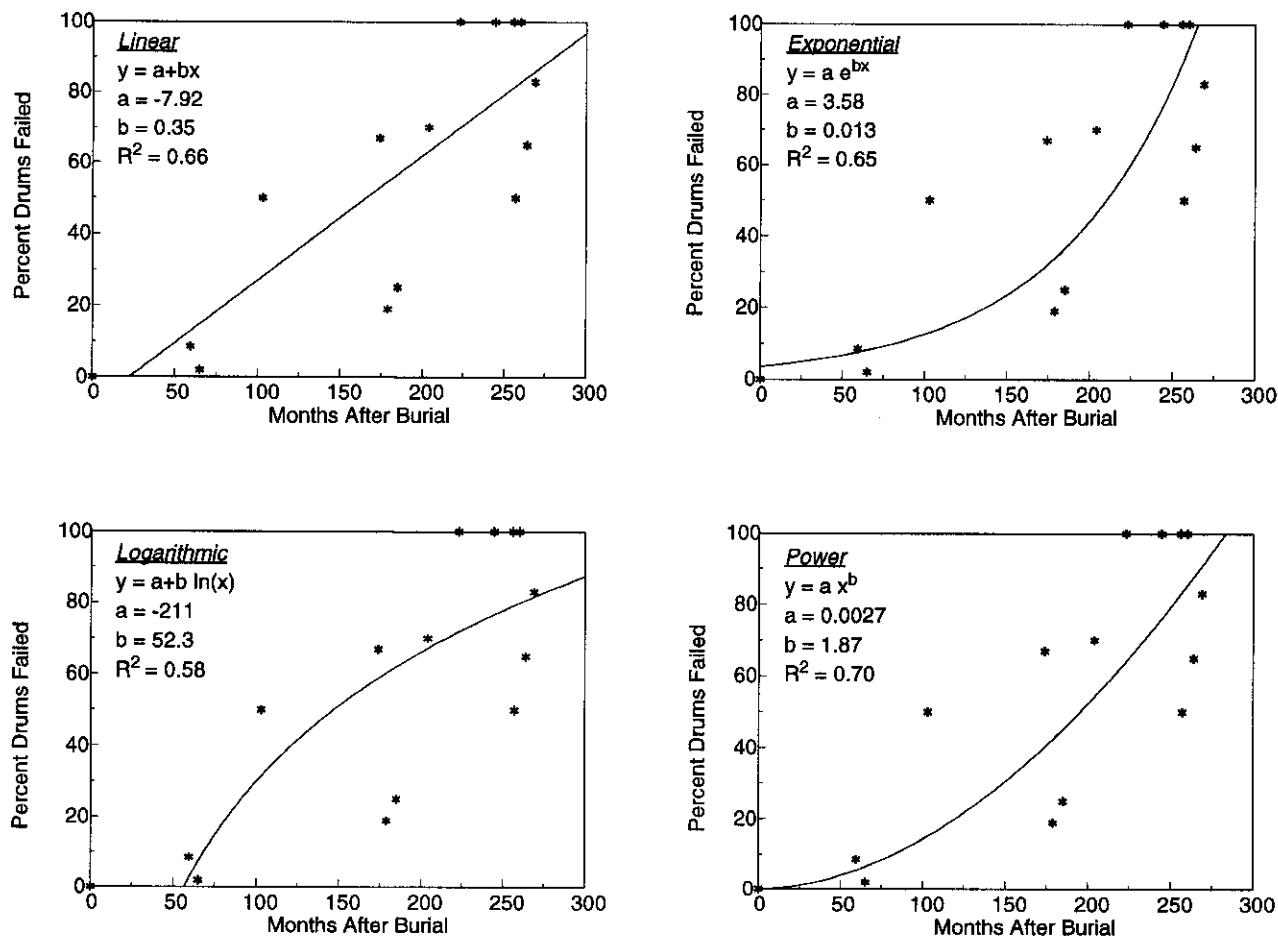 Linear
y = a+bx
a = -7.92
b = 0.35
R² = 0.66
Percent Drums Failed
100
80
60
40
20
0
0 50 100 150 200 250 300
Months After Burial
Exponential
y = a e^bx
a = 3.58
b = 0.013
R² = 0.65
Percent Drums Failed
100
80
60
40
20
0
0 50 100 150 200 250 300
Months After Burial
Logarithmic
y = a+b ln(x)
a = -211
b = 52.3
R² = 0.58
Percent Drums Failed
100
80
60
40
20
0
0 50 100 150 200 250 300
Months After Burial
Power
y = a x^b
a = 0.0027
b = 1.87
R² = 0.70
Percent Drums Failed
100
80
60
40
20
0
0 50 100 150 200 250 300
Months After Burial